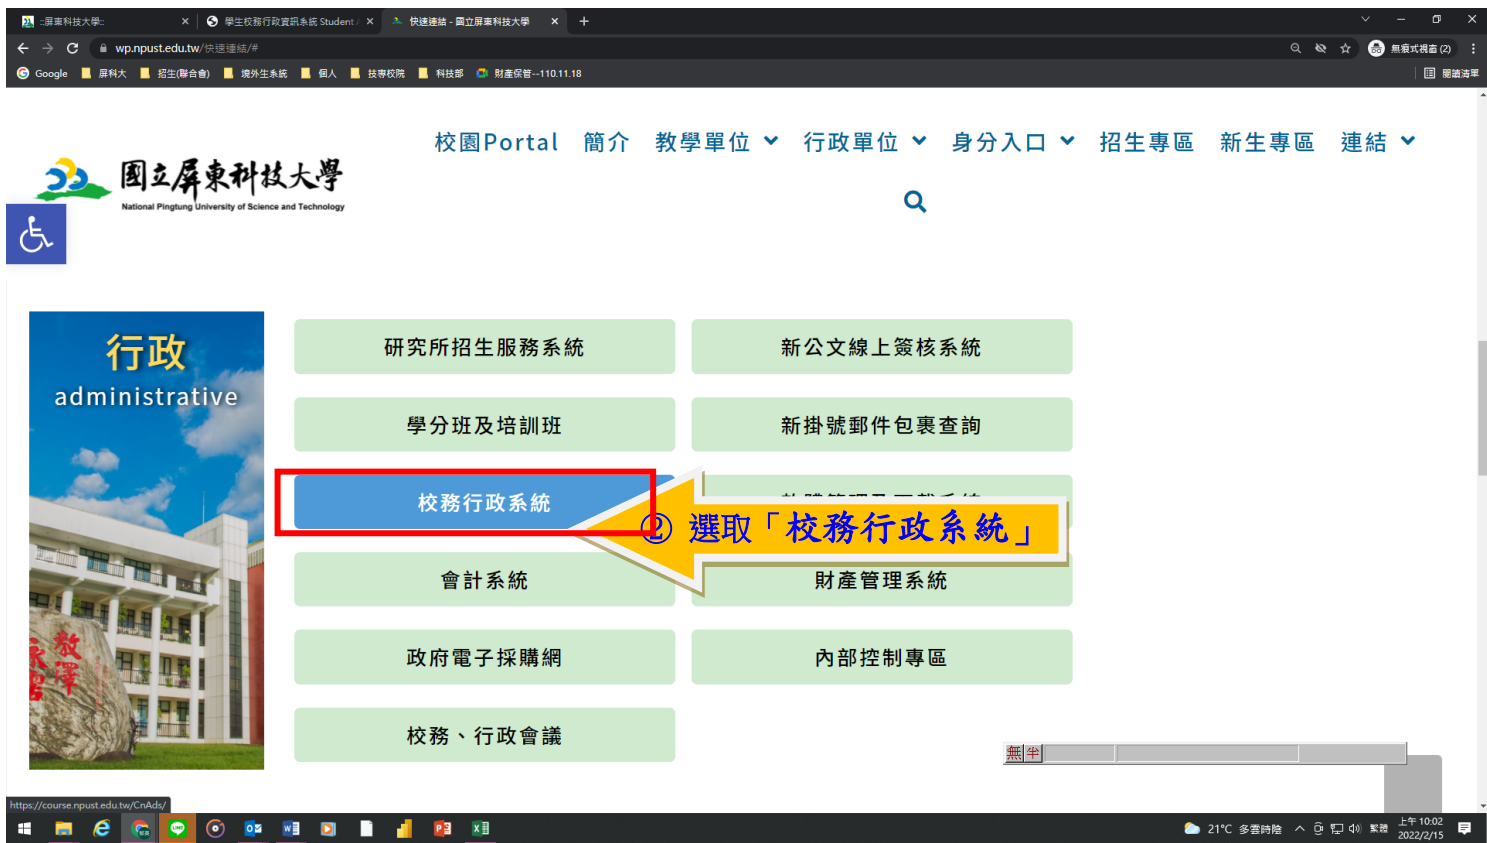 ::屏東科技大學::
學生校務行政資訊系統 Student /
快速連結 - 國立屏東科技大學
wp.npust.edu.tw/快速連結/#
無痕式視窗 (2)
Google 屏科大 招生(聯合會) 境外生系統 個人 技專校院 科技部 財產保管--110.11.18 閱讀清單
校園Portal 簡介 教學單位 行政單位 身分入口 招生專區 新生專區 連結
國立屏東科技大學
National Pingtung University of Science and Technology
行政
administrative
研究所招生服務系統 新公文線上簽核系統
學分班及培訓班 新掛號郵件包裹查詢
校務行政系統
② 選取「校務行政系統」
會計系統 財產管理系統
政府電子採購網 內部控制專區
校務、行政會議
無 半
https://course.npust.edu.tw/CnAds/
21°C 多雲時陰 繁體 上午 10:02
2022/2/15